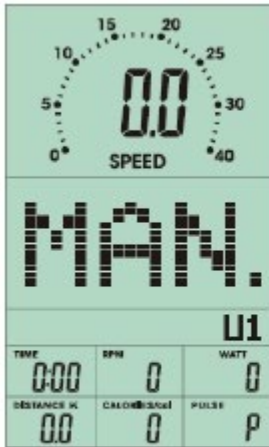 15 20
10 25
5 0.0 30
0 SPEED 40
MAN.
U1
TIME RPM WATT
0:00 0 0
DISTANCE K CALORIES/cal PULSE
0.0 0 P